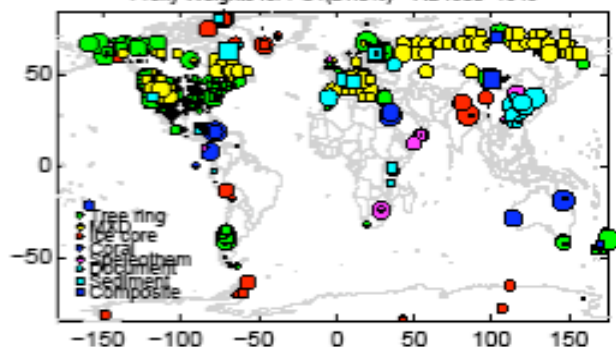 50
0
−50
Tree ring
MXD
Ice core
Coral
Speleothem
Document
Sediment
Composite
−150 −100 −50 0 50 100 150